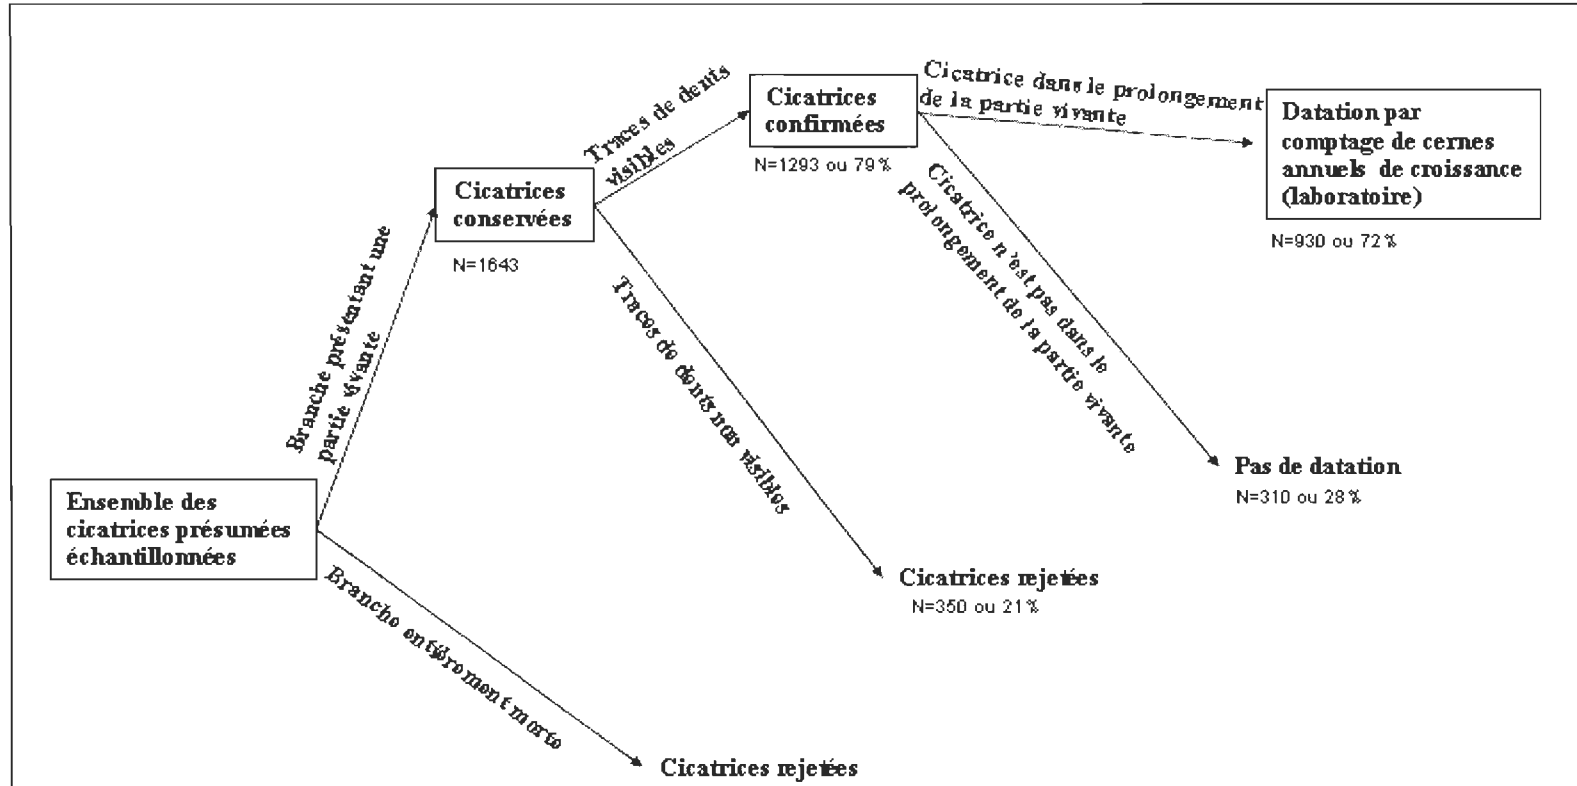 Ensemble des
cicatrices présumées
échantillonnées
Branche présentant une
partie vivante
Branche entièrement morte
Cicatrices rejetées
Cicatrices
conservées
N=1643
Traces de dents
visibles
Traces de dents non visibles
Cicatrices rejetées
N=350 ou 21%
Cicatrices
confirmées
N=1293 ou 79%
Cicatrice dans le prolongement
de la partie vivante
Cicatrice n'est pas dans le
prolongement de la partie vivante
Datation par
comptage de cernes
annuels de croissance
(laboratoire)
N=930 ou 72%
Pas de datation
N=310 ou 28%